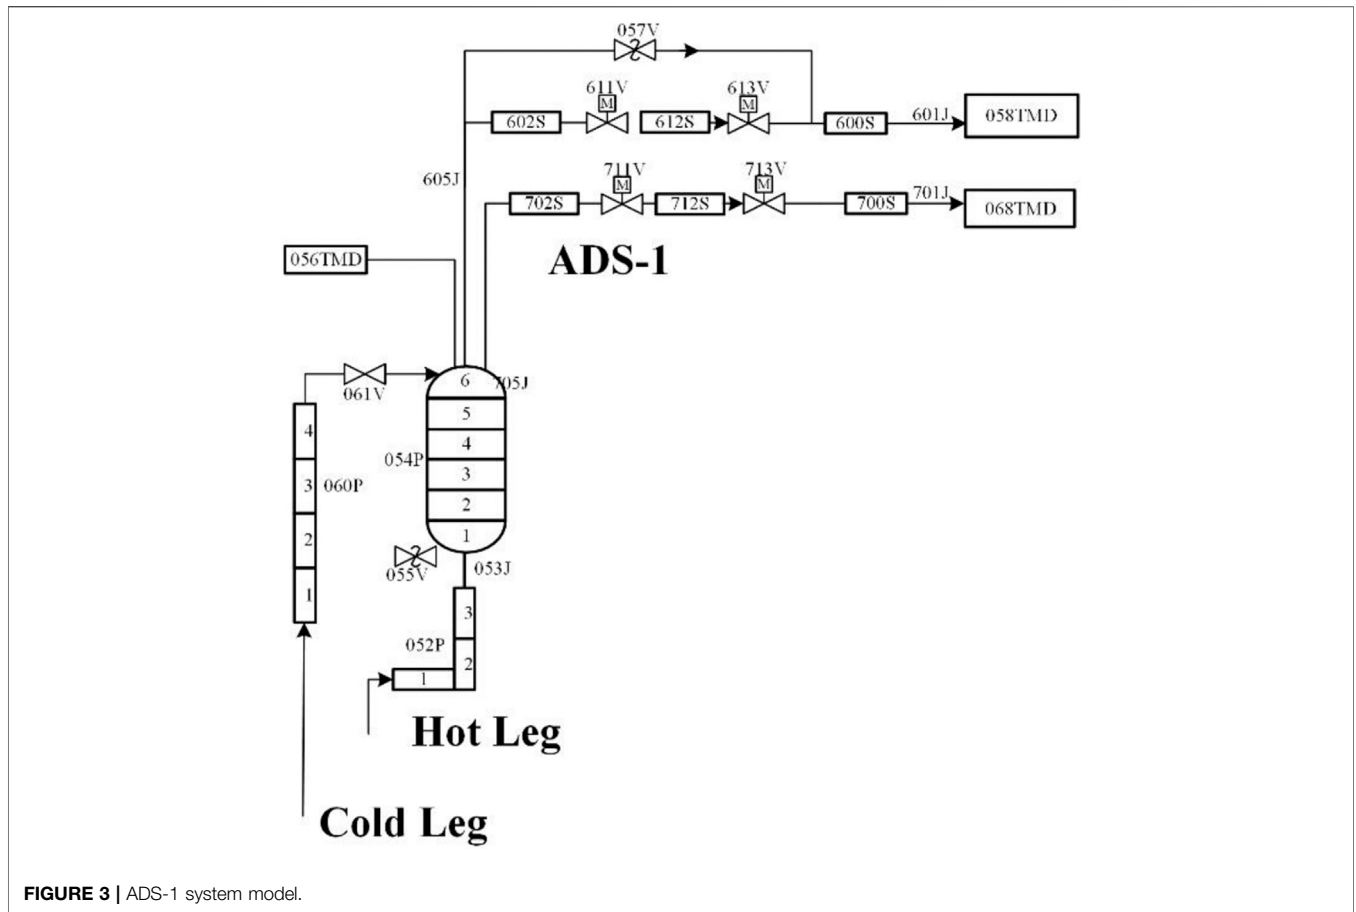 057V
611V
613V
M
M
602S
612S
600S
601J
058TMD
605J
711V
713V
M
M
702S
712S
700S
701J
068TMD
ADS-1
056TMD
061V
6
705J
5
4
054P
3
2
1
4
3
060P
2
1
055V
053J
3
052P
2
1
Hot Leg
Cold Leg
FIGURE 3 | ADS-1 system model.